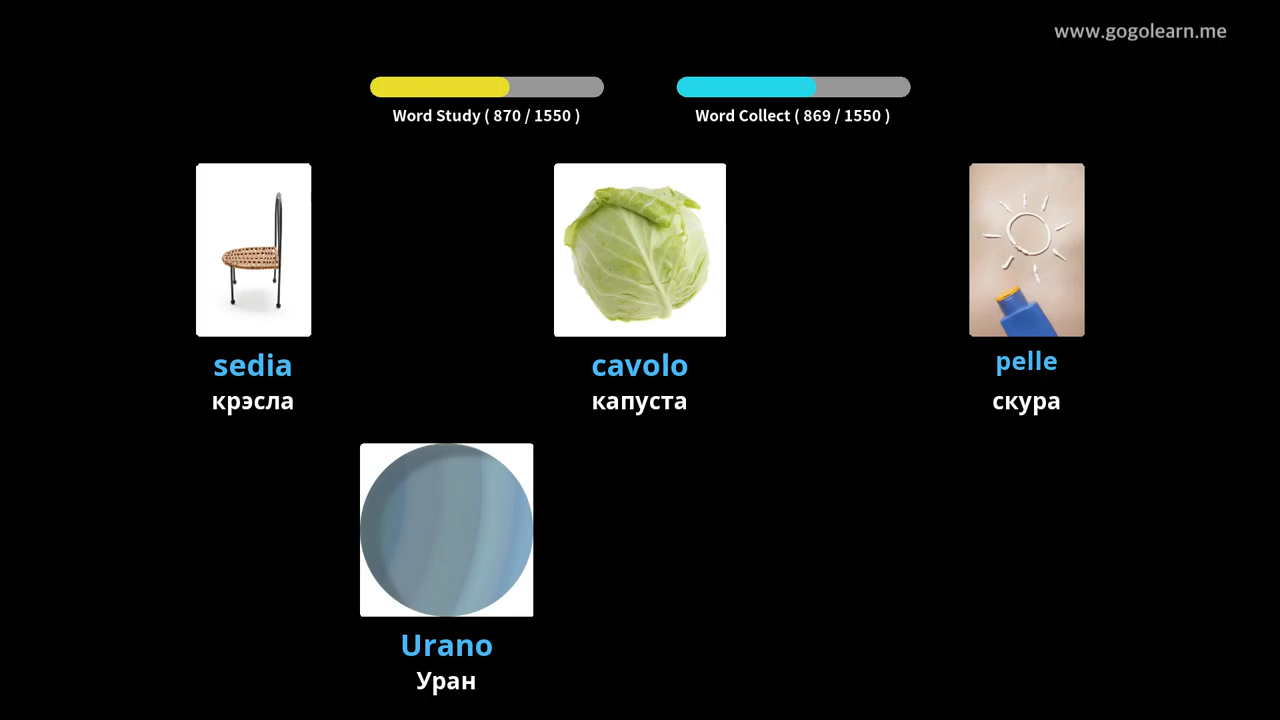 www.gogolearn.me
Word Study ( 870 / 1550 )
Word Collect ( 869 / 1550 )
sedia
крэсла
cavolo
капуста
pelle
скура
Urano
Уран